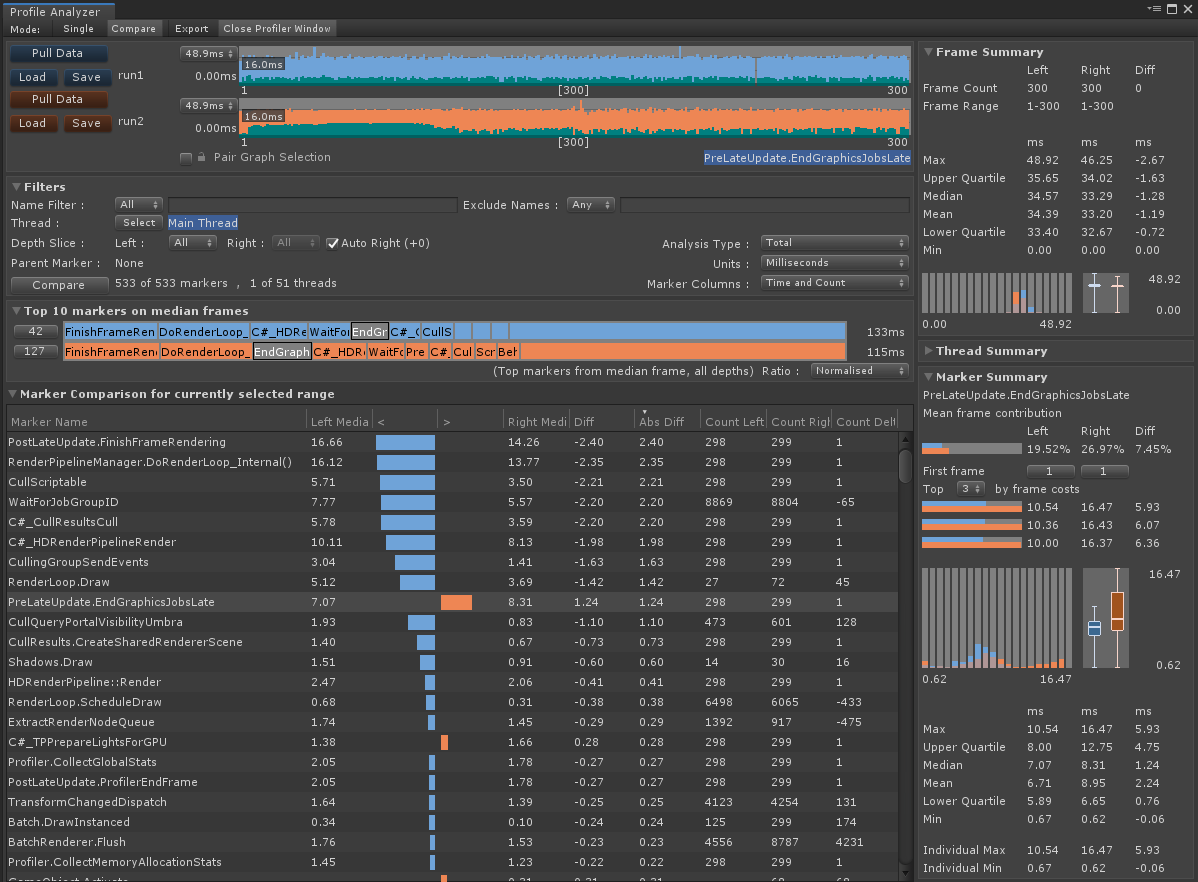 Profile Analyzer
Mode: Single Compare Export Close Profiler Window
Pull Data
Load Save run1
Pull Data
Load Save run2
48.9ms
16.0ms
0.00ms
1 [300] 300
48.9ms
16.0ms
0.00ms
1 [300] 300
Pair Graph Selection PreLateUpdate.EndGraphicsJobsLate
Filters
Name Filter : All Exclude Names : Any
Thread : Select Main Thread
Depth Slice : Left : All Right : All Auto Right (+0) Analysis Type : Total
Parent Marker : None Units : Milliseconds
Compare 533 of 533 markers , 1 of 51 threads Marker Columns : Time and Count
Top 10 markers on median frames
42 FinishFrameRen DoRenderLoop_ C#_HDRe WaitFor EndGr C#_C CullS 133ms
127 FinishFrameRen DoRenderLoop_ EndGraph C#_HDR WaitFo Pre C#_ Cul Scr Beh 115ms
(Top markers from median frame, all depths) Ratio : Normalised
Marker Comparison for currently selected range
Marker Name Left Media < > Right Medi Diff Abs Diff Count Left Count Righ Count Delt
PostLateUpdate.FinishFrameRendering 16.66 14.26 -2.40 2.40 298 299 1
RenderPipelineManager.DoRenderLoop_Internal() 16.12 13.77 -2.35 2.35 298 299 1
CullScriptable 5.71 3.50 -2.21 2.21 298 299 1
WaitForJobGroupID 7.77 5.57 -2.20 2.20 8869 8804 -65
C#_CullResultsCull 5.78 3.59 -2.20 2.20 298 299 1
C#_HDRenderPipelineRender 10.11 8.13 -1.98 1.98 298 299 1
CullingGroupSendEvents 3.04 1.41 -1.63 1.63 298 299 1
RenderLoop.Draw 5.12 3.69 -1.42 1.42 27 72 45
PreLateUpdate.EndGraphicsJobsLate 7.07 8.31 1.24 1.24 298 299 1
CullQueryPortalVisibilityUmbra 1.93 0.83 -1.10 1.10 473 601 128
CullResults.CreateSharedRendererScene 1.40 0.67 -0.73 0.73 298 299 1
Shadows.Draw 1.51 0.91 -0.60 0.60 14 30 16
HDRenderPipeline::Render 2.47 2.06 -0.41 0.41 298 299 1
RenderLoop.ScheduleDraw 0.68 0.31 -0.38 0.38 6498 6065 -433
ExtractRenderNodeQueue 1.74 1.45 -0.29 0.29 1392 917 -475
C#_TPPrepareLightsForGPU 1.38 1.66 0.28 0.28 298 299 1
Profiler.CollectGlobalStats 2.05 1.78 -0.27 0.27 298 299 1
PostLateUpdate.ProfilerEndFrame 2.05 1.78 -0.27 0.27 298 299 1
TransformChangedDispatch 1.64 1.39 -0.25 0.25 4123 4254 131
Batch.DrawInstanced 0.34 0.10 -0.24 0.24 125 299 174
BatchRenderer.Flush 1.76 1.53 -0.23 0.23 4556 8787 4231
Profiler.CollectMemoryAllocationStats 1.45 1.23 -0.22 0.22 298 299 1
Frame Summary
Left Right Diff
Frame Count 300 300 0
Frame Range 1-300 1-300
ms ms ms
Max 48.92 46.25 -2.67
Upper Quartile 35.65 34.02 -1.63
Median 34.57 33.29 -1.28
Mean 34.39 33.20 -1.19
Lower Quartile 33.40 32.67 -0.72
Min 0.00 0.00 0.00
48.92
0.00
0.00 48.92
Thread Summary
Marker Summary
PreLateUpdate.EndGraphicsJobsLate
Mean frame contribution
Left Right Diff
19.52% 26.97% 7.45%
First frame 1 1
Top 3 by frame costs
10.54 16.47 5.93
10.36 16.43 6.07
10.00 16.37 6.36
16.47
0.62
0.62 16.47
ms ms ms
Max 10.54 16.47 5.93
Upper Quartile 8.00 12.75 4.75
Median 7.07 8.31 1.24
Mean 6.71 8.95 2.24
Lower Quartile 5.89 6.65 0.76
Min 0.67 0.62 -0.06
Individual Max 10.54 16.47 5.93
Individual Min 0.67 0.62 -0.06